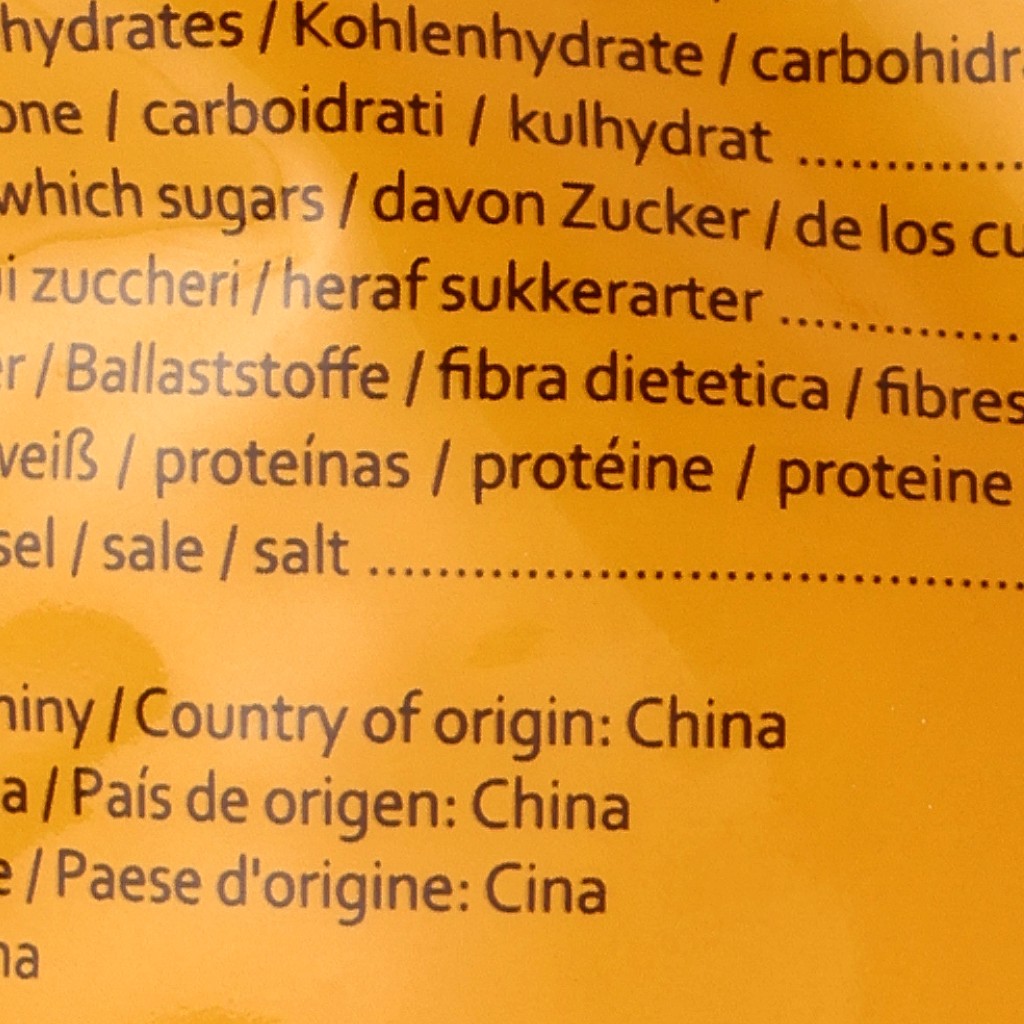 hydrates / Kohlenhydrate / carbohidr
one / carboidrati / kulhydrat ..............
which sugars / davon Zucker / de los cu
i zuccheri / heraf sukkerarter ..............
er / Ballaststoffe / fibra dietetica / fibres
weiß / proteínas / protéine / proteine
sel / sale / salt ..........................................
hiny / Country of origin: China
a / País de origen: China
e / Paese d'origine: Cina
na